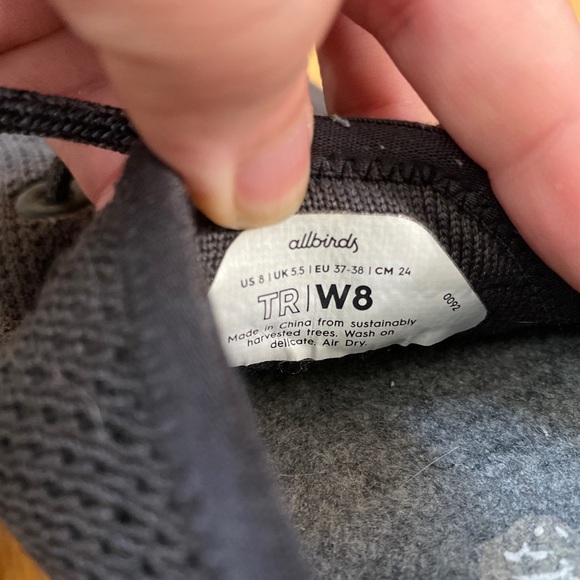 allbirds
US 8 | UK 5.5 | EU 37-38 | CM 24
TR | W8
0092
Made in China from sustainably
harvested trees. Wash on
delicate. Air Dry.